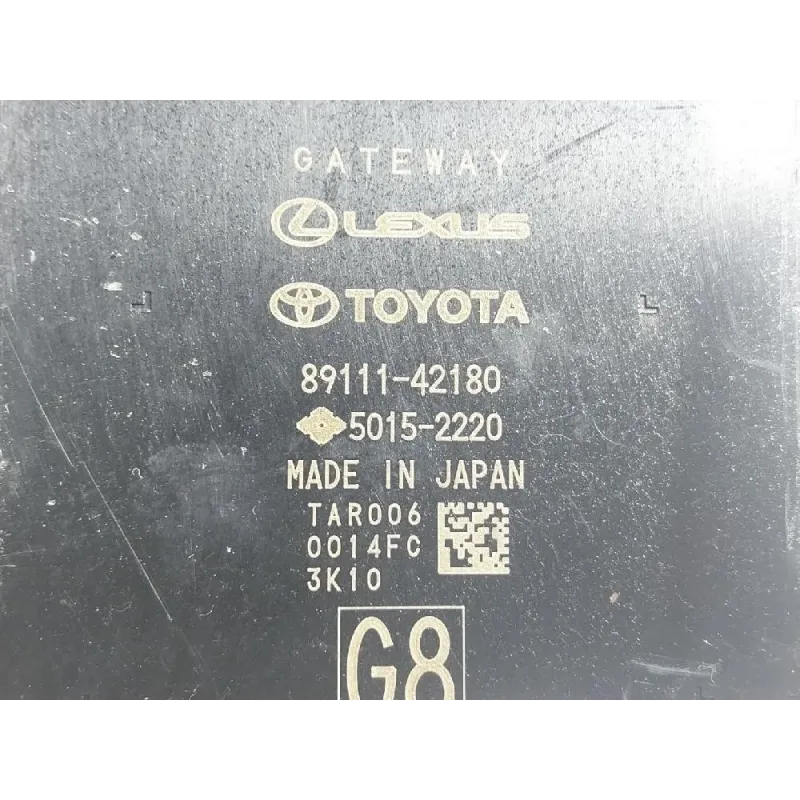 GATEWAY
LEXUS
TOYOTA
89111-42180
5015-2220
MADE IN JAPAN
TAR006
0014FC
3K10
G8